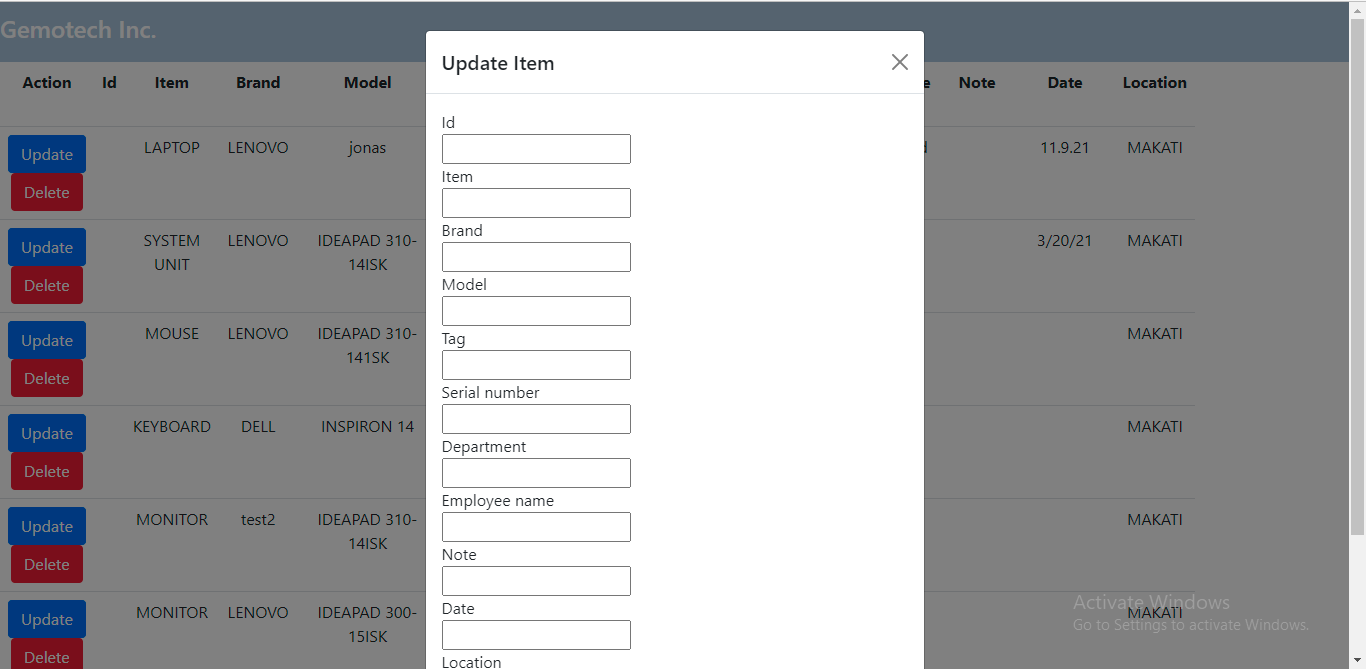 Gemotech Inc.
Update Item
Action Id Item Brand Model Note Date Location
Id
Update LAPTOP LENOVO jonas 11.9.21 MAKATI
Delete
Item
Brand
Update SYSTEM UNIT LENOVO IDEAPAD 310-14ISK 3/20/21 MAKATI
Delete
Model
Update MOUSE LENOVO IDEAPAD 310-141SK MAKATI
Delete
Tag
Serial number
Update KEYBOARD DELL INSPIRON 14 MAKATI
Delete
Department
Employee name
Update MONITOR test2 IDEAPAD 310-14ISK MAKATI
Delete
Note
Date
Update MONITOR LENOVO IDEAPAD 300-15ISK MAKATI
Delete
Location
Activate Windows
Go to Settings to activate Windows.